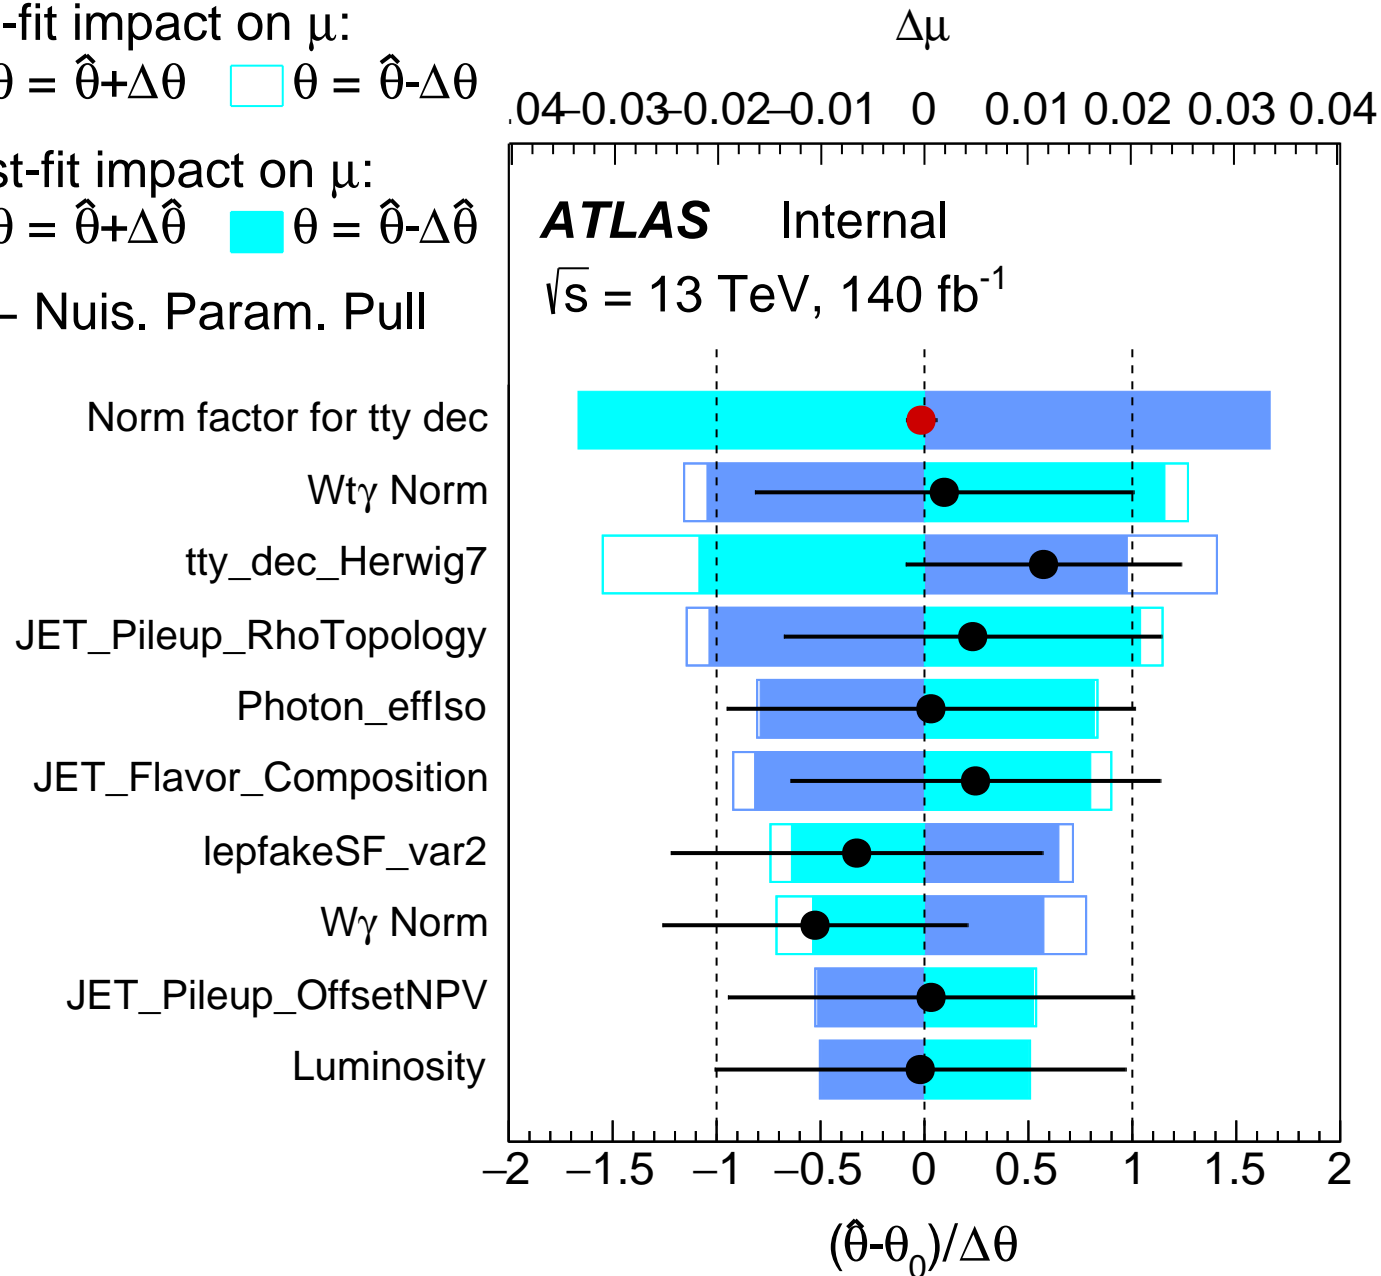 -fit impact on μ:
θ = θ̂+Δθ θ = θ̂-Δθ
st-fit impact on μ:
θ = θ̂+Δθ̂ θ = θ̂-Δθ̂
– Nuis. Param. Pull
Δμ
.04 −0.03 −0.02 −0.01 0 0.01 0.02 0.03 0.04
ATLAS Internal
√s = 13 TeV, 140 fb⁻¹
Norm factor for tty dec
Wtγ Norm
tty_dec_Herwig7
JET_Pileup_RhoTopology
Photon_effIso
JET_Flavor_Composition
lepfakeSF_var2
Wγ Norm
JET_Pileup_OffsetNPV
Luminosity
−2 −1.5 −1 −0.5 0 0.5 1 1.5 2
(θ̂-θ₀)/Δθ